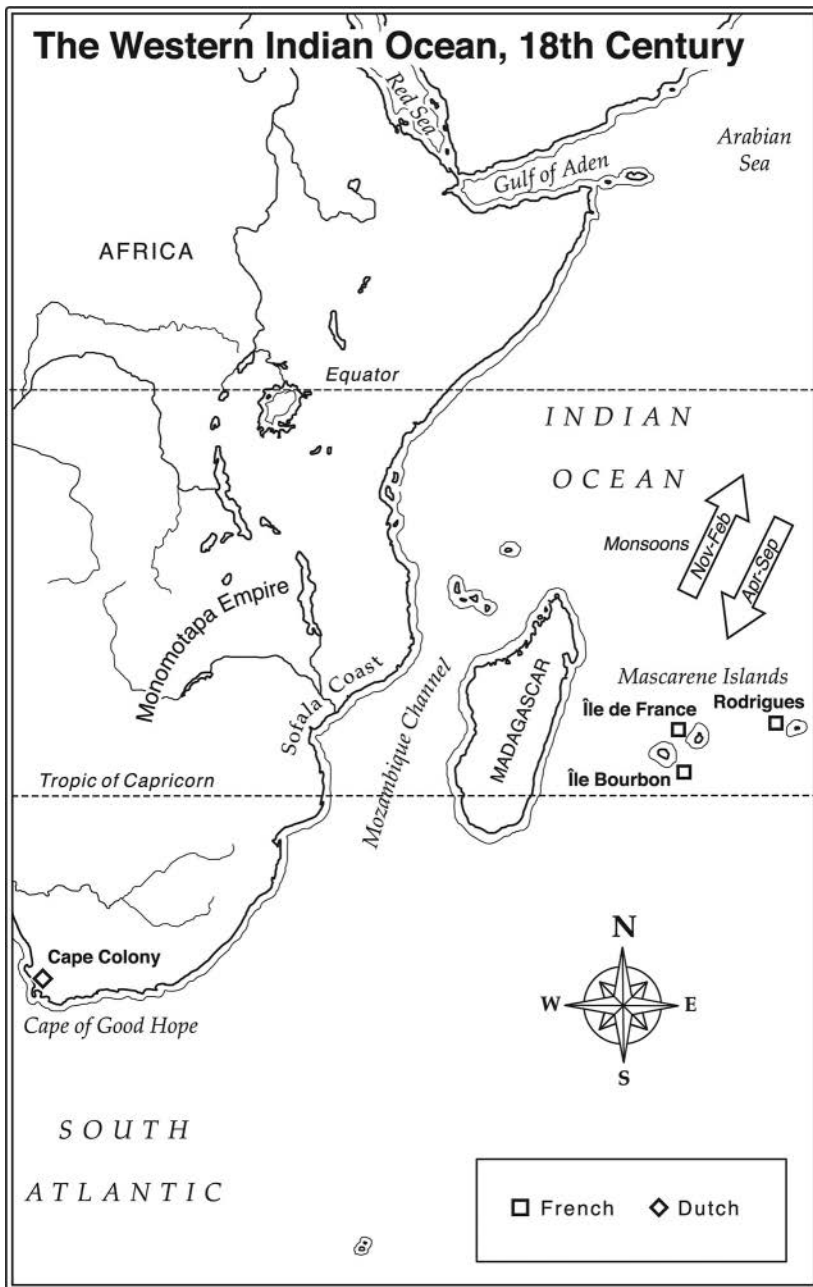 The Western Indian Ocean, 18th Century
Red Sea
Arabian
Sea
Gulf of Aden
AFRICA
Equator
INDIAN
OCEAN
Monsoons
Nov-Feb
Apr-Sep
Monomotapa Empire
Sofala Coast
Mozambique Channel
MADAGASCAR
Mascarene Islands
Île de France
Rodrigues
Île Bourbon
Tropic of Capricorn
Cape Colony
Cape of Good Hope
N
W
E
S
SOUTH
ATLANTIC
French
Dutch